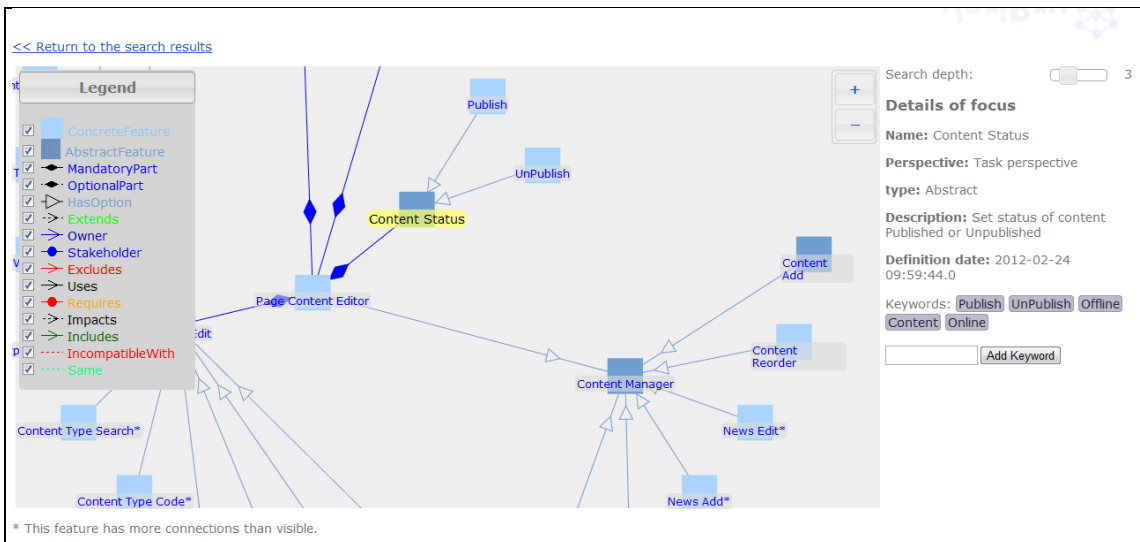 << Return to the search results
Legend
ConcreteFeature
AbstractFeature
MandatoryPart
OptionalPart
HasOption
Extends
Owner
Stakeholder
Excludes
Uses
Requires
Impacts
Includes
IncompatibleWith
Same
Publish
UnPublish
Content Status
Page Content Editor
Content
Add
Content
Reorder
Content Manager
News Edit*
News Add*
Content Type Search*
Content Type Code*
+
−
Search depth: 3
Details of focus
Name: Content Status
Perspective: Task perspective
type: Abstract
Description: Set status of content
Published or Unpublished
Definition date: 2012-02-24
09:59:44.0
Keywords: Publish UnPublish Offline
Content Online
Add Keyword
* This feature has more connections than visible.